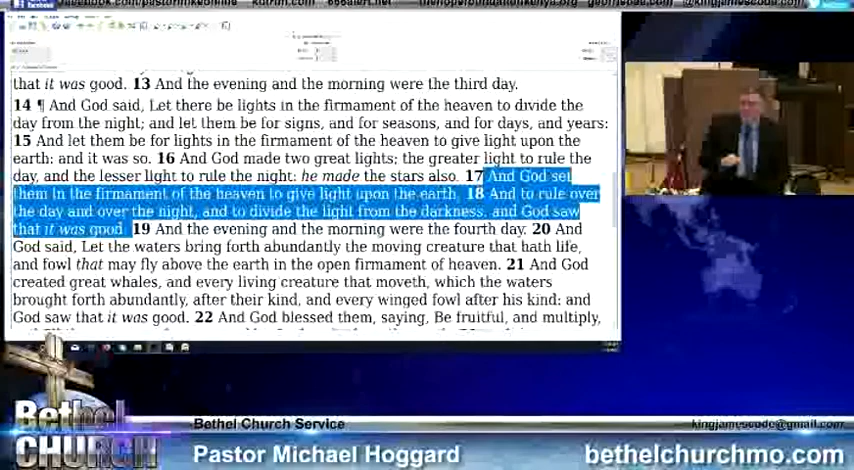 facebook.com/pastormikeonline kdtrtm.com 666alert.net thehopefoundationkenya.org @kingjamescode
that it was good. 13 And the evening and the morning were the third day.
14 ¶ And God said, Let there be lights in the firmament of the heaven to divide the
day from the night; and let them be for signs, and for seasons, and for days, and years:
15 And let them be for lights in the firmament of the heaven to give light upon the
earth: and it was so. 16 And God made two great lights; the greater light to rule the
day, and the lesser light to rule the night: he made the stars also. 17 And God set
them in the firmament of the heaven to give light upon the earth, 18 And to rule over
the day and over the night, and to divide the light from the darkness: and God saw
that it was good. 19 And the evening and the morning were the fourth day. 20 And
God said, Let the waters bring forth abundantly the moving creature that hath life,
and fowl that may fly above the earth in the open firmament of heaven. 21 And God
created great whales, and every living creature that moveth, which the waters
brought forth abundantly, after their kind, and every winged fowl after his kind: and
God saw that it was good. 22 And God blessed them, saying, Be fruitful, and multiply,
Bethel
CHURCH
Bethel Church Service
kingjamescode@gmail.com
Pastor Michael Hoggard
bethelchurchmo.com